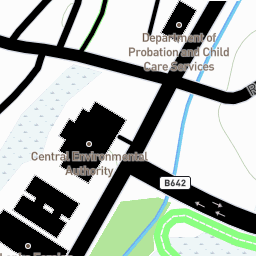 Department of
Probation and Child
Care Services
Central Environmental
Authority
B642